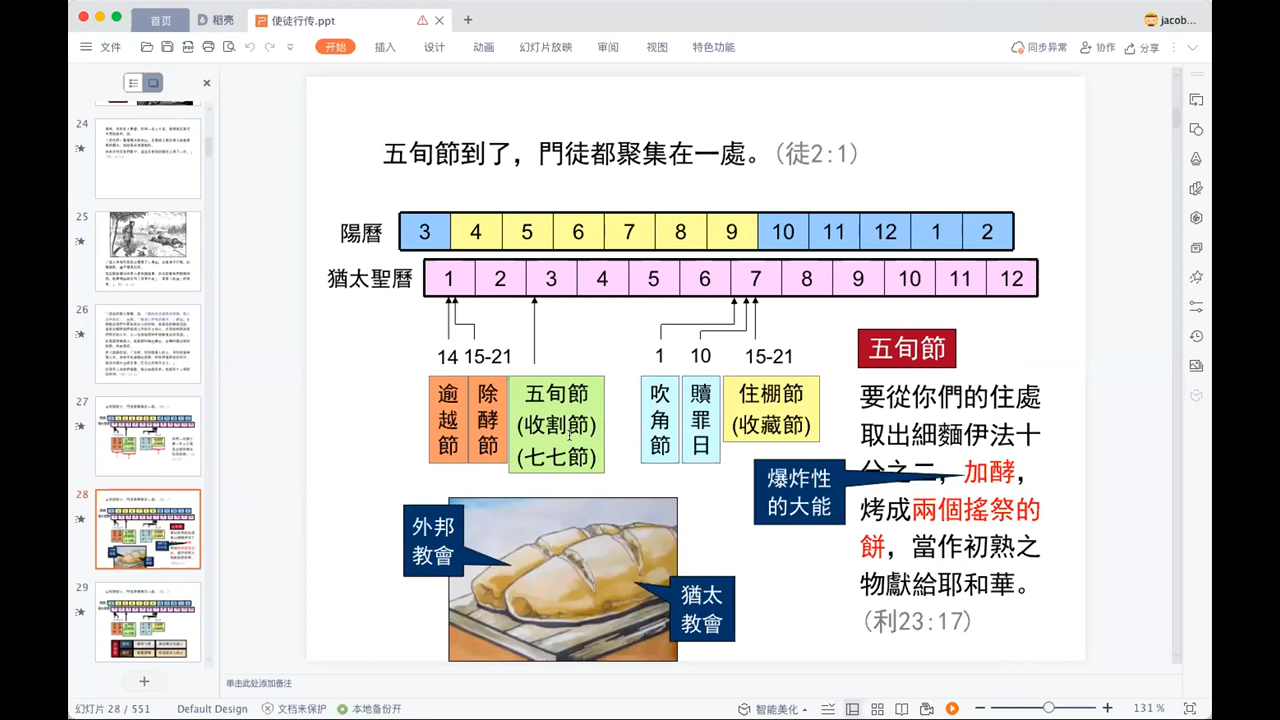 首页
稻壳
使徒行传.ppt
jacob...
文件
开始
插入
设计
动画
幻灯片放映
审阅
视图
特色功能
同步异常
协作
分享
24
25
26
27
28
29
五旬節到了，門徒都聚集在一處。(徒2:1)
陽曆 3 4 5 6 7 8 9 10 11 12 1 2
猶太聖曆 1 2 3 4 5 6 7 8 9 10 11 12
14 15-21 1 10 15-21
逾越節
除酵節
五旬節
(收割節)
(七七節)
吹角節
贖罪日
住棚節
(收藏節)
五旬節
要從你們的住處
取出細麵伊法十
分之二，加酵，
烤成兩個搖祭的
餅，當作初熟之
物獻給耶和華。
(利23:17)
爆炸性
的大能
外邦
教會
猶太
教會
单击此处添加备注
幻灯片 28 / 551
Default Design
文档未保护
本地备份开
智能美化
131 %